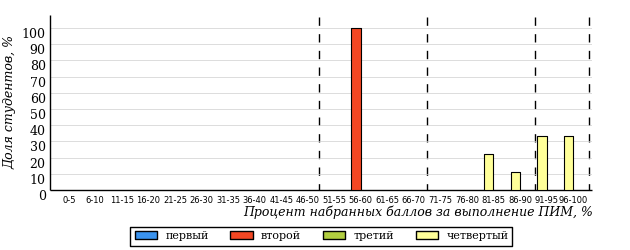 Доля студентов, %
100
90
80
70
60
50
40
30
20
10
0
0-5 6-10 11-15 16-20 21-25 26-30 31-35 36-40 41-45 46-50 51-55 56-60 61-65 66-70 71-75 76-80 81-85 86-90 91-95 96-100
Процент набранных баллов за выполнение ПИМ, %
первый второй третий четвертый